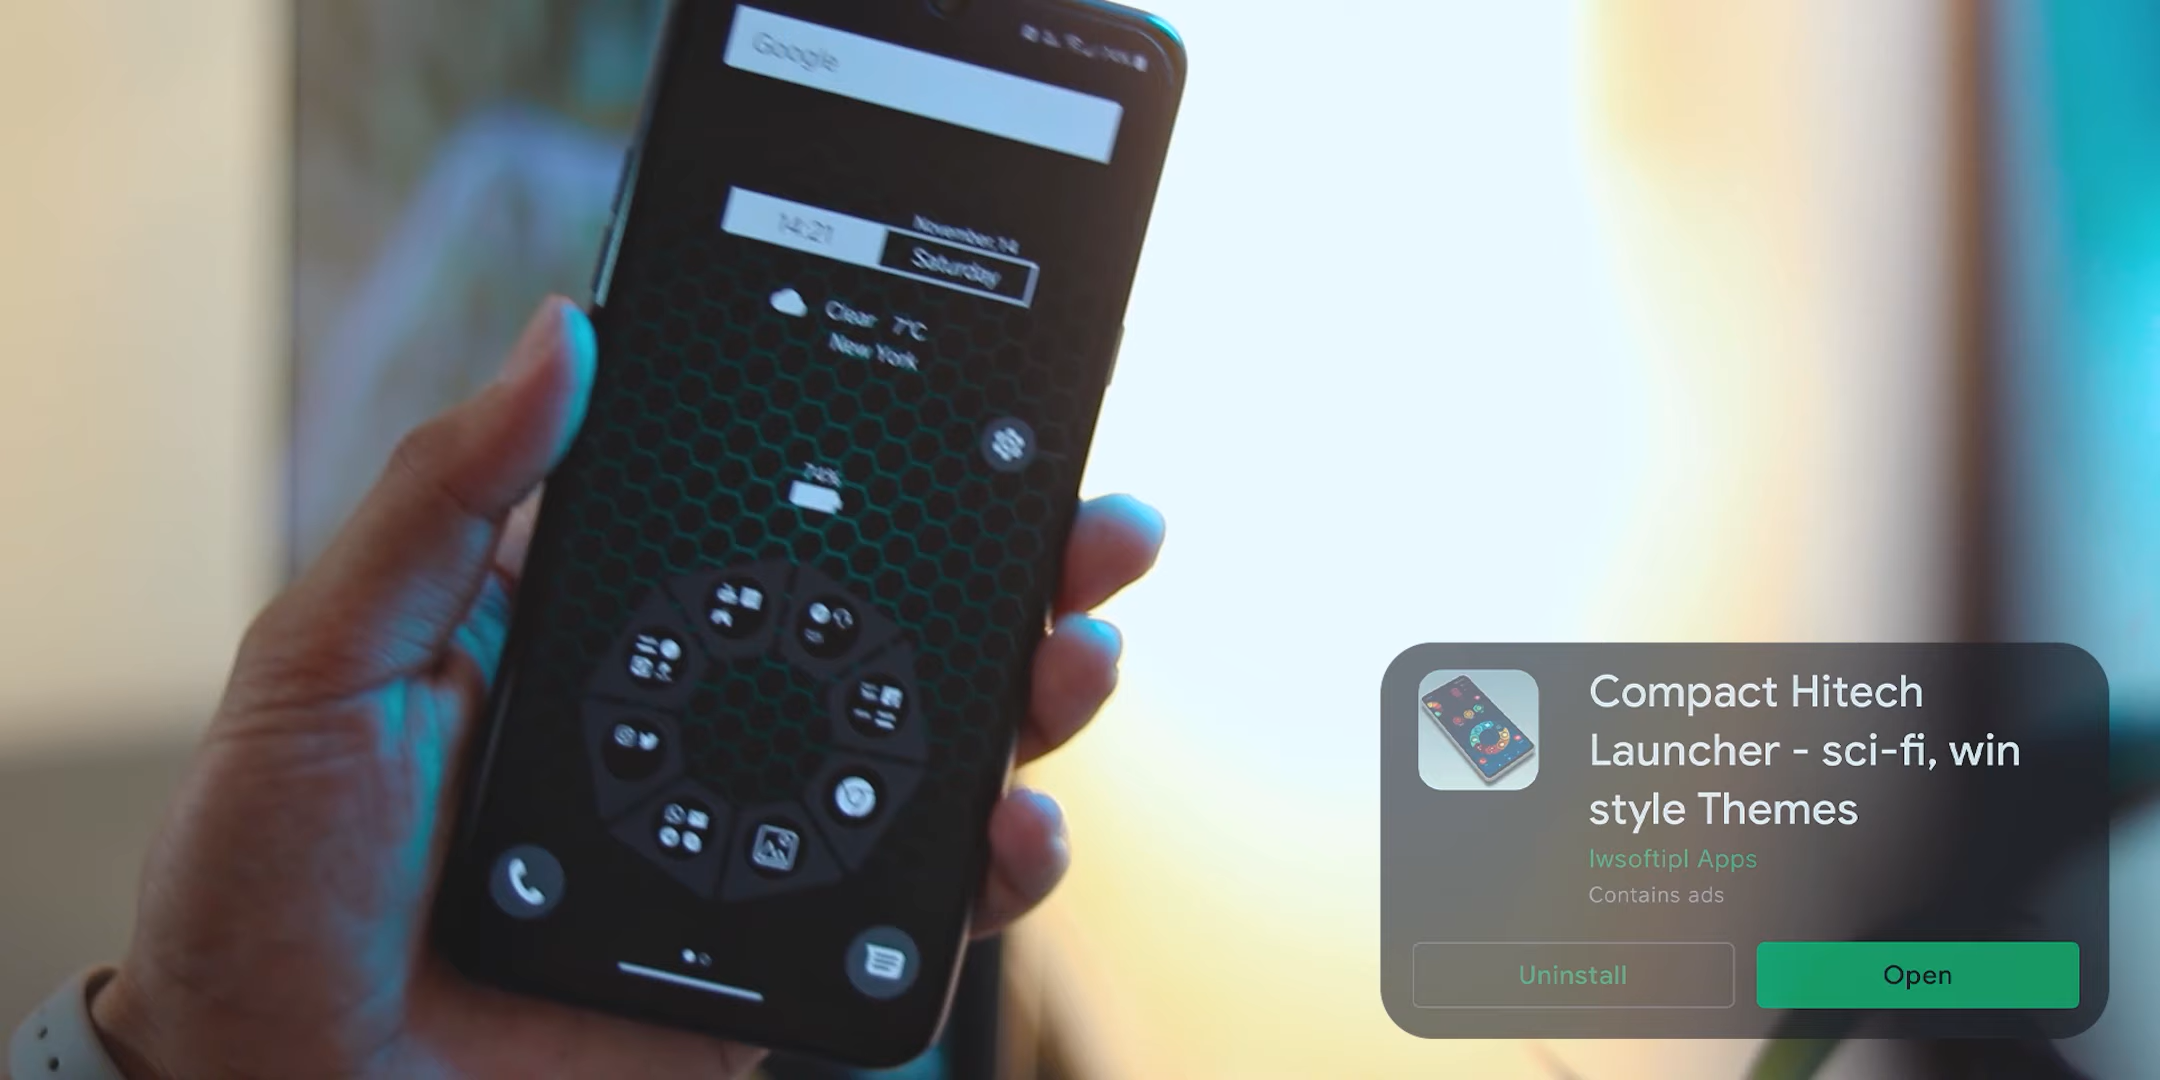 Google
14:21
November, 14
Saturday
Clear 7°C
New York
74%
Compact Hitech
Launcher - sci-fi, win
style Themes
Iwsoftipl Apps
Contains ads
Uninstall
Open